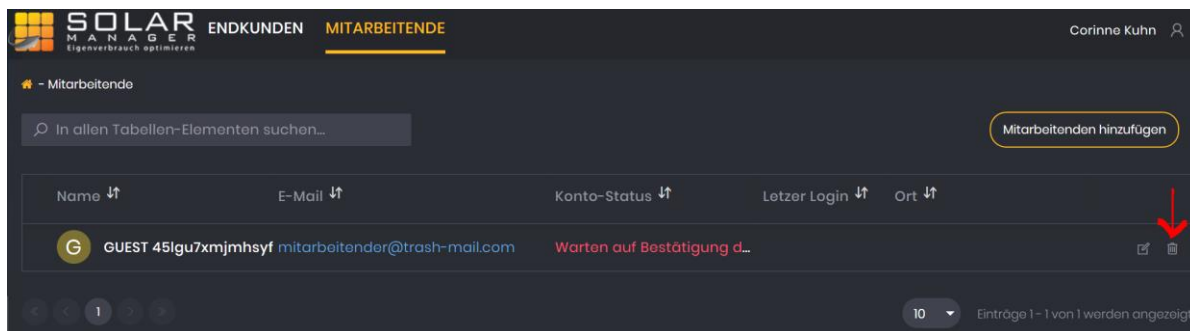 SOLAR
MANAGER
Eigenverbrauch optimieren
ENDKUNDEN MITARBEITENDE
Corinne Kuhn
- Mitarbeitende
In allen Tabellen-Elementen suchen...
Mitarbeitenden hinzufügen
Name E-Mail Konto-Status Letzer Login Ort
G GUEST 45lgu7xmjmhsyf mitarbeitender@trash-mail.com Warten auf Bestätigung d...
« < 1 > » 10 Einträge 1 - 1 von 1 werden angezeigt